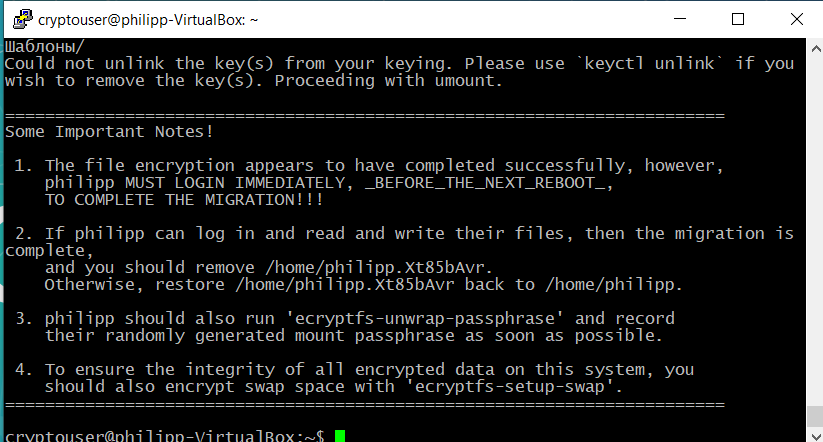 cryptouser@philipp-VirtualBox: ~
Шаблоны/
Could not unlink the key(s) from your keying. Please use `keyctl unlink` if you
wish to remove the key(s). Proceeding with umount.
========================================================================
Some Important Notes!
1. The file encryption appears to have completed successfully, however,
philipp MUST LOGIN IMMEDIATELY, _BEFORE_THE_NEXT_REBOOT_,
TO COMPLETE THE MIGRATION!!!
2. If philipp can log in and read and write their files, then the migration is
complete,
and you should remove /home/philipp.Xt85bAvr.
Otherwise, restore /home/philipp.Xt85bAvr back to /home/philipp.
3. philipp should also run 'ecryptfs-unwrap-passphrase' and record
their randomly generated mount passphrase as soon as possible.
4. To ensure the integrity of all encrypted data on this system, you
should also encrypt swap space with 'ecryptfs-setup-swap'.
========================================================================
cryptouser@philipp-VirtualBox:~$